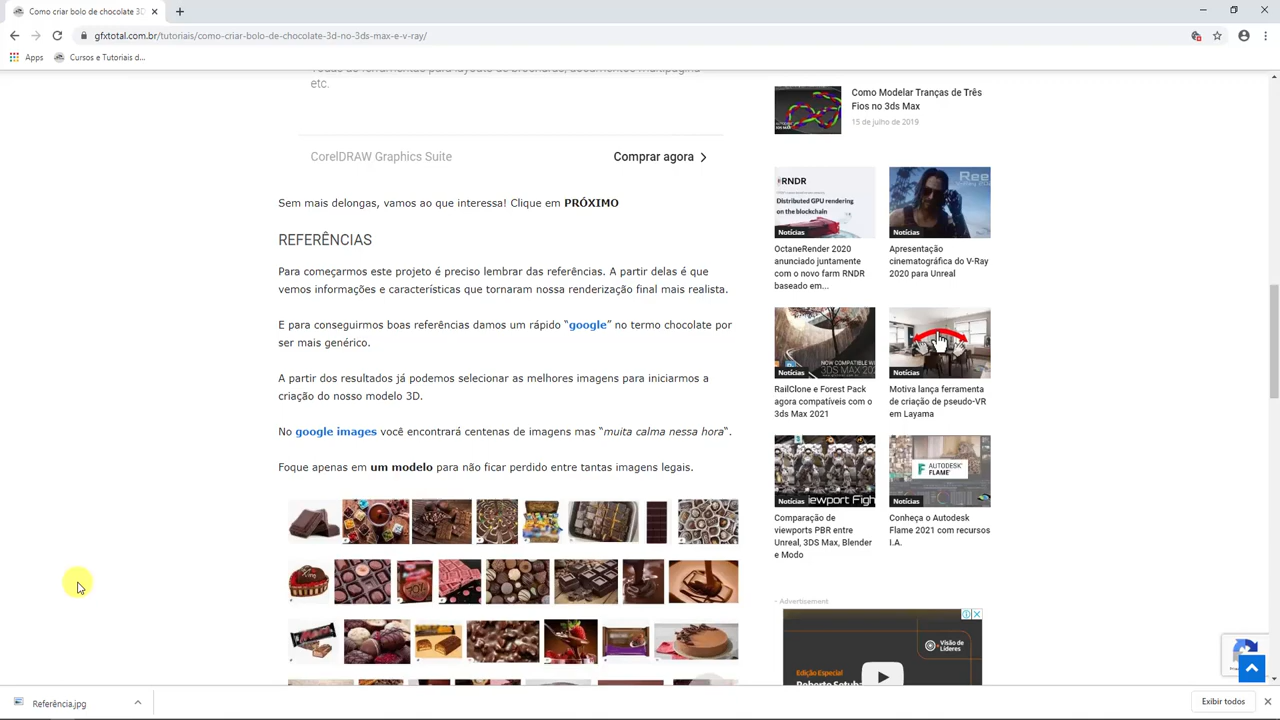 Como criar bolo de chocolate 3D
gfxtotal.com.br/tutoriais/como-criar-bolo-de-chocolate-3d-no-3ds-max-e-v-ray/
Apps
Cursos e Tutoriais d...
etc.
CorelDRAW Graphics Suite
Comprar agora
Sem mais delongas, vamos ao que interessa! Clique em PRÓXIMO
REFERÊNCIAS
Para começarmos este projeto é preciso lembrar das referências. A partir delas é que
vemos informações e características que tornaram nossa renderização final mais realista.
E para conseguirmos boas referências damos um rápido “google” no termo chocolate por
ser mais genérico.
A partir dos resultados já podemos selecionar as melhores imagens para iniciarmos a
criação do nosso modelo 3D.
No google images você encontrará centenas de imagens mas “muita calma nessa hora“.
Foque apenas em um modelo para não ficar perdido entre tantas imagens legais.
Como Modelar Tranças de Três
Fios no 3ds Max
15 de julho de 2019
RNDR
Distributed GPU rendering
on the blockchain
Notícias
OctaneRender 2020
anunciado juntamente
com o novo farm RNDR
baseado em...
Notícias
Apresentação
cinematográfica do V-Ray
2020 para Unreal
Notícias
RailClone e Forest Pack
agora compatíveis com o
3ds Max 2021
Notícias
Motiva lança ferramenta
de criação de pseudo-VR
em Layama
Notícias
iewport Figh
Comparação de
viewports PBR entre
Unreal, 3DS Max, Blender
e Modo
AUTODESK
FLAME
Notícias
Conheça o Autodesk
Flame 2021 com recursos
I.A.
- Advertisement
Visão de
Líderes
Edição Especial
Roberto Setuba
Referência.jpg
Exibir todos